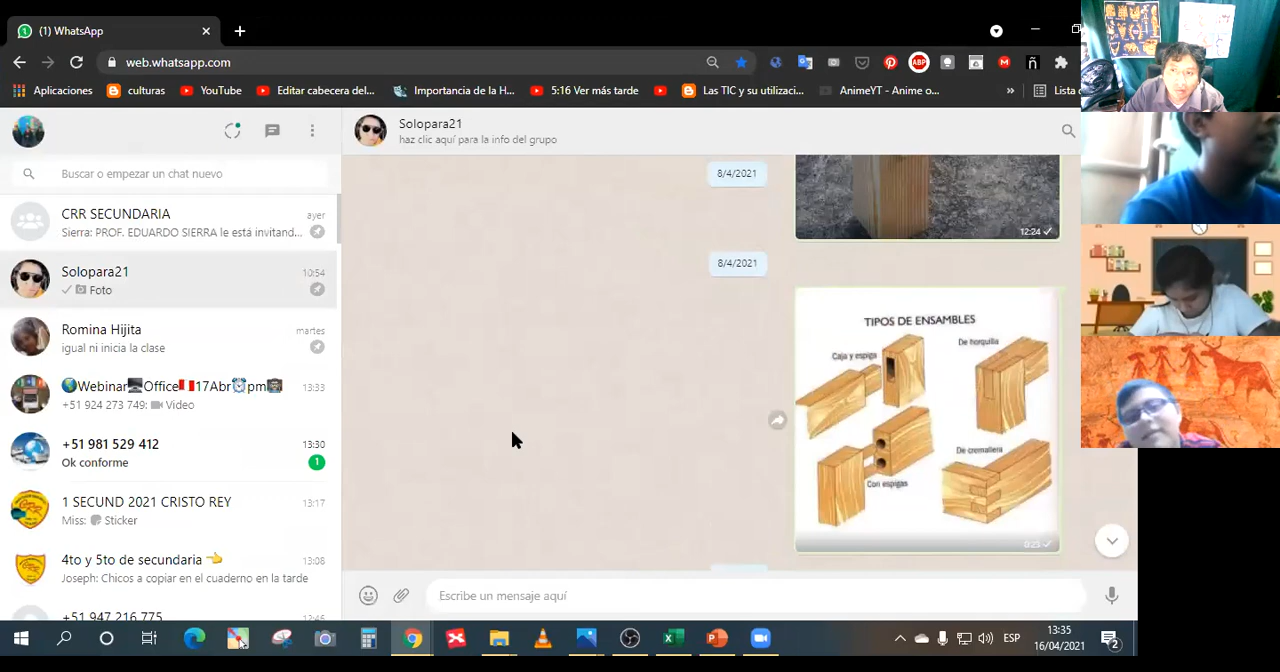 (1) WhatsApp
web.whatsapp.com
Aplicaciones culturas YouTube Editar cabecera del... Importancia de la H... 5:16 Ver más tarde Las TIC y su utilizaci... AnimeYT - Anime o... » Lista
Solopara21
haz clic aquí para la info del grupo
Buscar o empezar un chat nuevo
CRR SECUNDARIA ayer
Sierra: PROF. EDUARDO SIERRA le está invitand...
Solopara21 10:54
Foto
Romina Hijita martes
igual ni inicia la clase
Webinar Office 17Abr pm
13:33
+51 924 273 749: Video
+51 981 529 412 13:30
Ok conforme 1
1 SECUND 2021 CRISTO REY 13:17
Miss: Sticker
4to y 5to de secundaria 13:08
Joseph: Chicos a copiar en el cuaderno en la tarde
+51 947 216 775
8/4/2021
12:24
8/4/2021
TIPOS DE ENSAMBLES
Caja y espiga
De horquilla
Con espigas
De cremallera
Escribe un mensaje aquí
ESP
13:35
16/04/2021
2